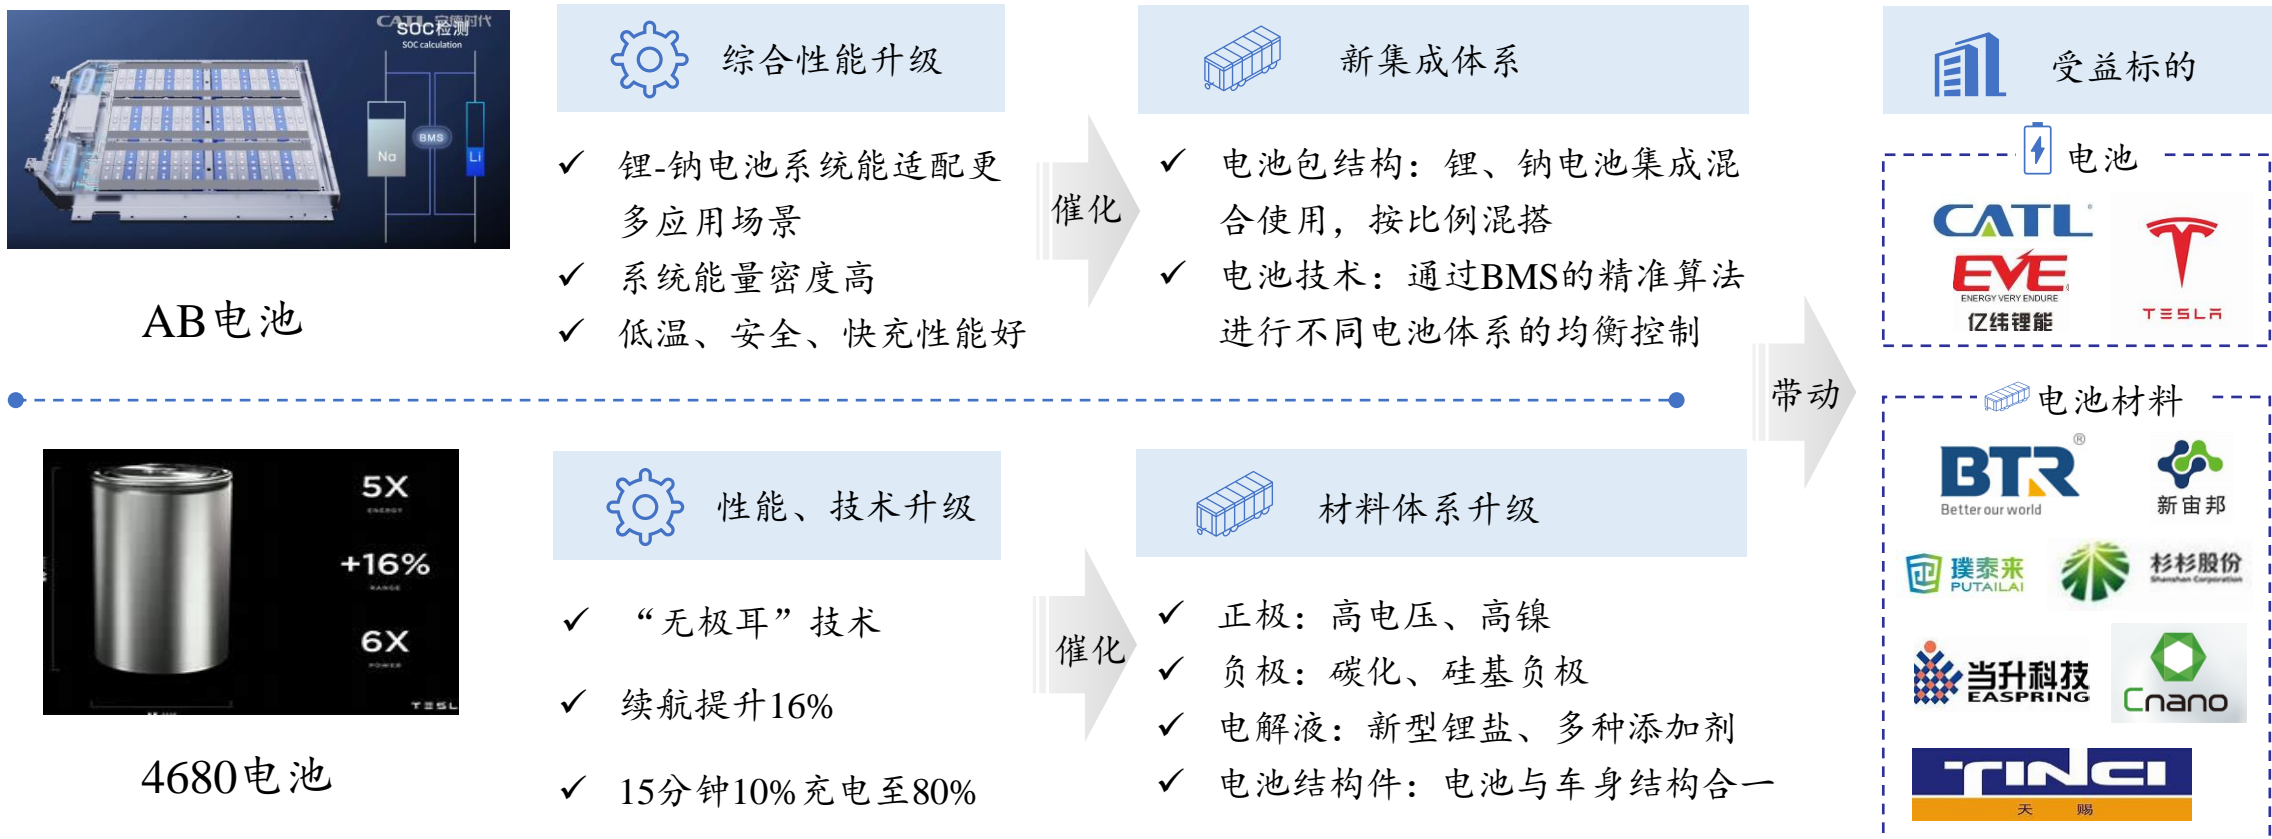 CATL 宁德时代
SOC检测
SOC calculation
Na
BMS
Li
AB电池
综合性能升级
✓ 锂-钠电池系统能适配更
多应用场景
✓ 系统能量密度高
✓ 低温、安全、快充性能好
催化
新集成体系
✓ 电池包结构：锂、钠电池集成混
合使用，按比例混搭
✓ 电池技术：通过BMS的精准算法
进行不同电池体系的均衡控制
4680电池
5X
ENERGY
+16%
RANGE
6X
POWER
TESL
性能、技术升级
✓ “无极耳”技术
✓ 续航提升16%
✓ 15分钟10%充电至80%
催化
材料体系升级
✓ 正极：高电压、高镍
✓ 负极：碳化、硅基负极
✓ 电解液：新型锂盐、多种添加剂
✓ 电池结构件：电池与车身结构合一
带动
受益标的
电池
CATL
EVE
ENERGY VERY ENDURE
亿纬锂能
TESLA
电池材料
BTR®
Better our world
新宙邦
璞泰来
PUTAILAI
杉杉股份
Shanshan Corporation
当升科技
EASPRING
Cnano
TINCI
天 赐